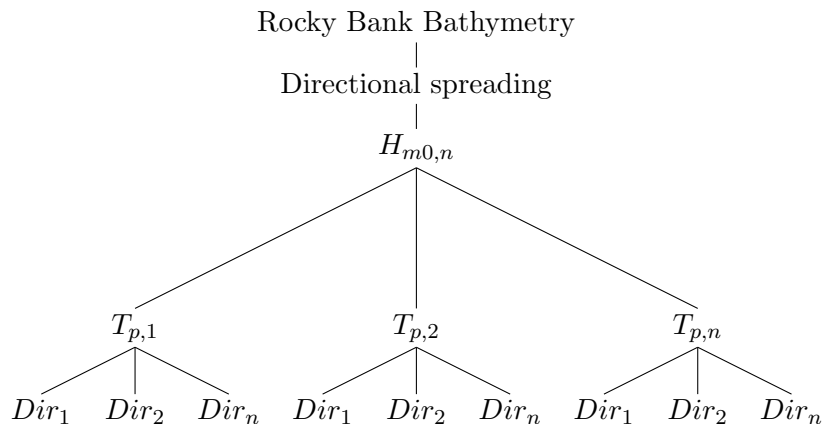 Rocky Bank Bathymetry
Directional spreading
H_{m0,n}
T_{p,1} T_{p,2} T_{p,n}
Dir_1 Dir_2 Dir_n Dir_1 Dir_2 Dir_n Dir_1 Dir_2 Dir_n